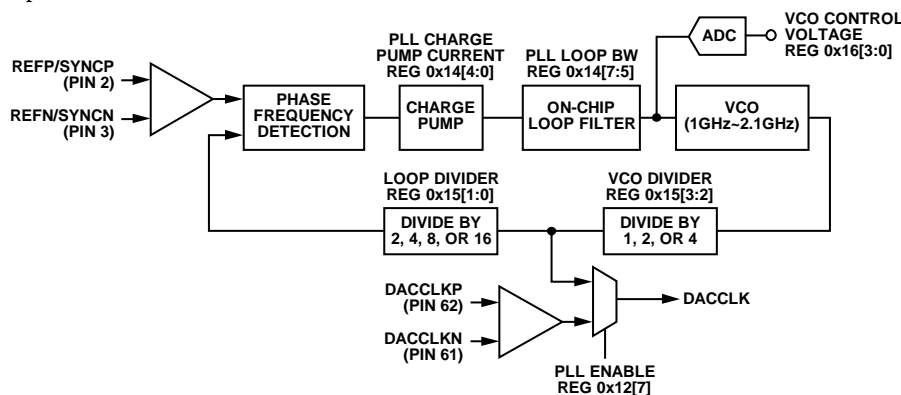 PLL CHARGE
PUMP CURRENT
REG 0x14[4:0]
PLL LOOP BW
REG 0x14[7:5]
ADC
VCO CONTROL
VOLTAGE
REG 0x16[3:0]
REFP/SYNCP
(PIN 2)
REFN/SYNCN
(PIN 3)
PHASE
FREQUENCY
DETECTION
CHARGE
PUMP
ON-CHIP
LOOP FILTER
VCO
(1GHz~2.1GHz)
LOOP DIVIDER
REG 0x15[1:0]
DIVIDE BY
2, 4, 8, OR 16
VCO DIVIDER
REG 0x15[3:2]
DIVIDE BY
1, 2, OR 4
DACCLKP
(PIN 62)
DACCLKN
(PIN 61)
DACCLK
PLL ENABLE
REG 0x12[7]